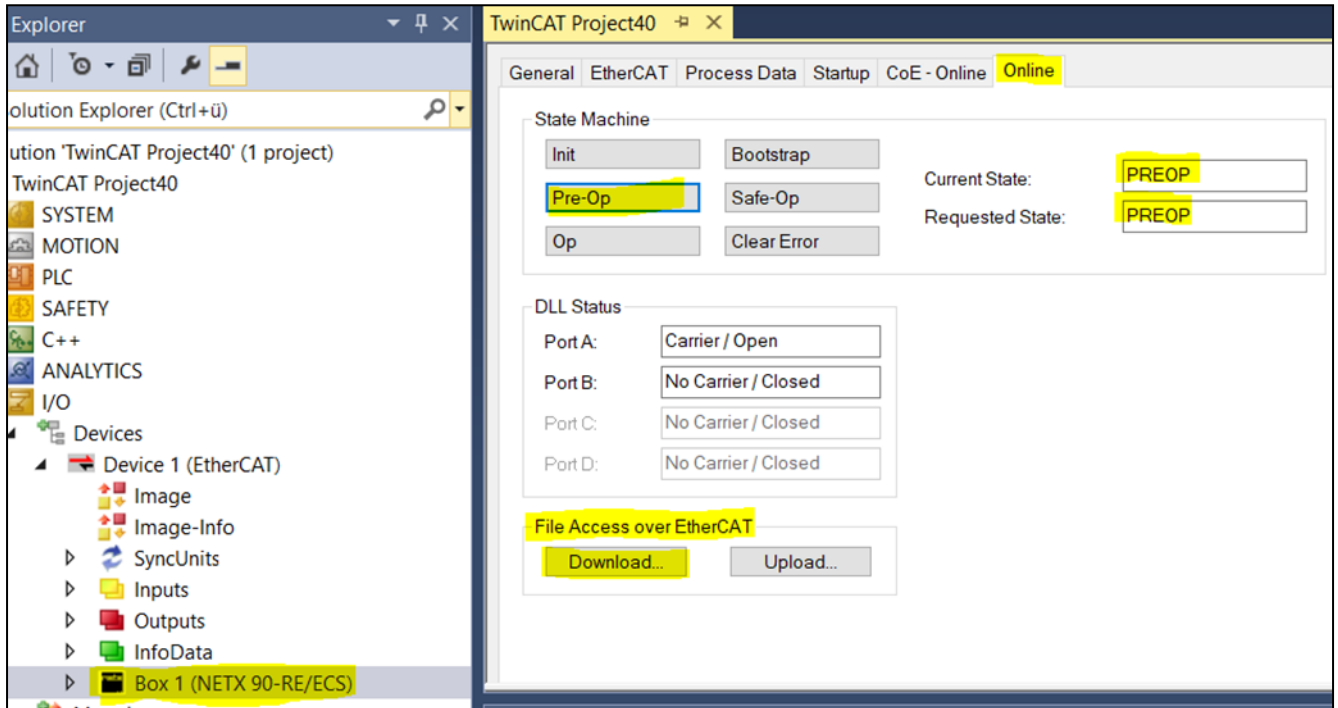 Explorer
olution Explorer (Ctrl+ü)
ution 'TwinCAT Project40' (1 project)
TwinCAT Project40
SYSTEM
MOTION
PLC
SAFETY
C++
ANALYTICS
I/O
Devices
Device 1 (EtherCAT)
Image
Image-Info
SyncUnits
Inputs
Outputs
InfoData
Box 1 (NETX 90-RE/ECS)
TwinCAT Project40
General EtherCAT Process Data Startup CoE - Online Online
State Machine
Init Bootstrap
Pre-Op Safe-Op
Op Clear Error
Current State: PREOP
Requested State: PREOP
DLL Status
Port A: Carrier / Open
Port B: No Carrier / Closed
Port C: No Carrier / Closed
Port D: No Carrier / Closed
File Access over EtherCAT
Download... Upload...